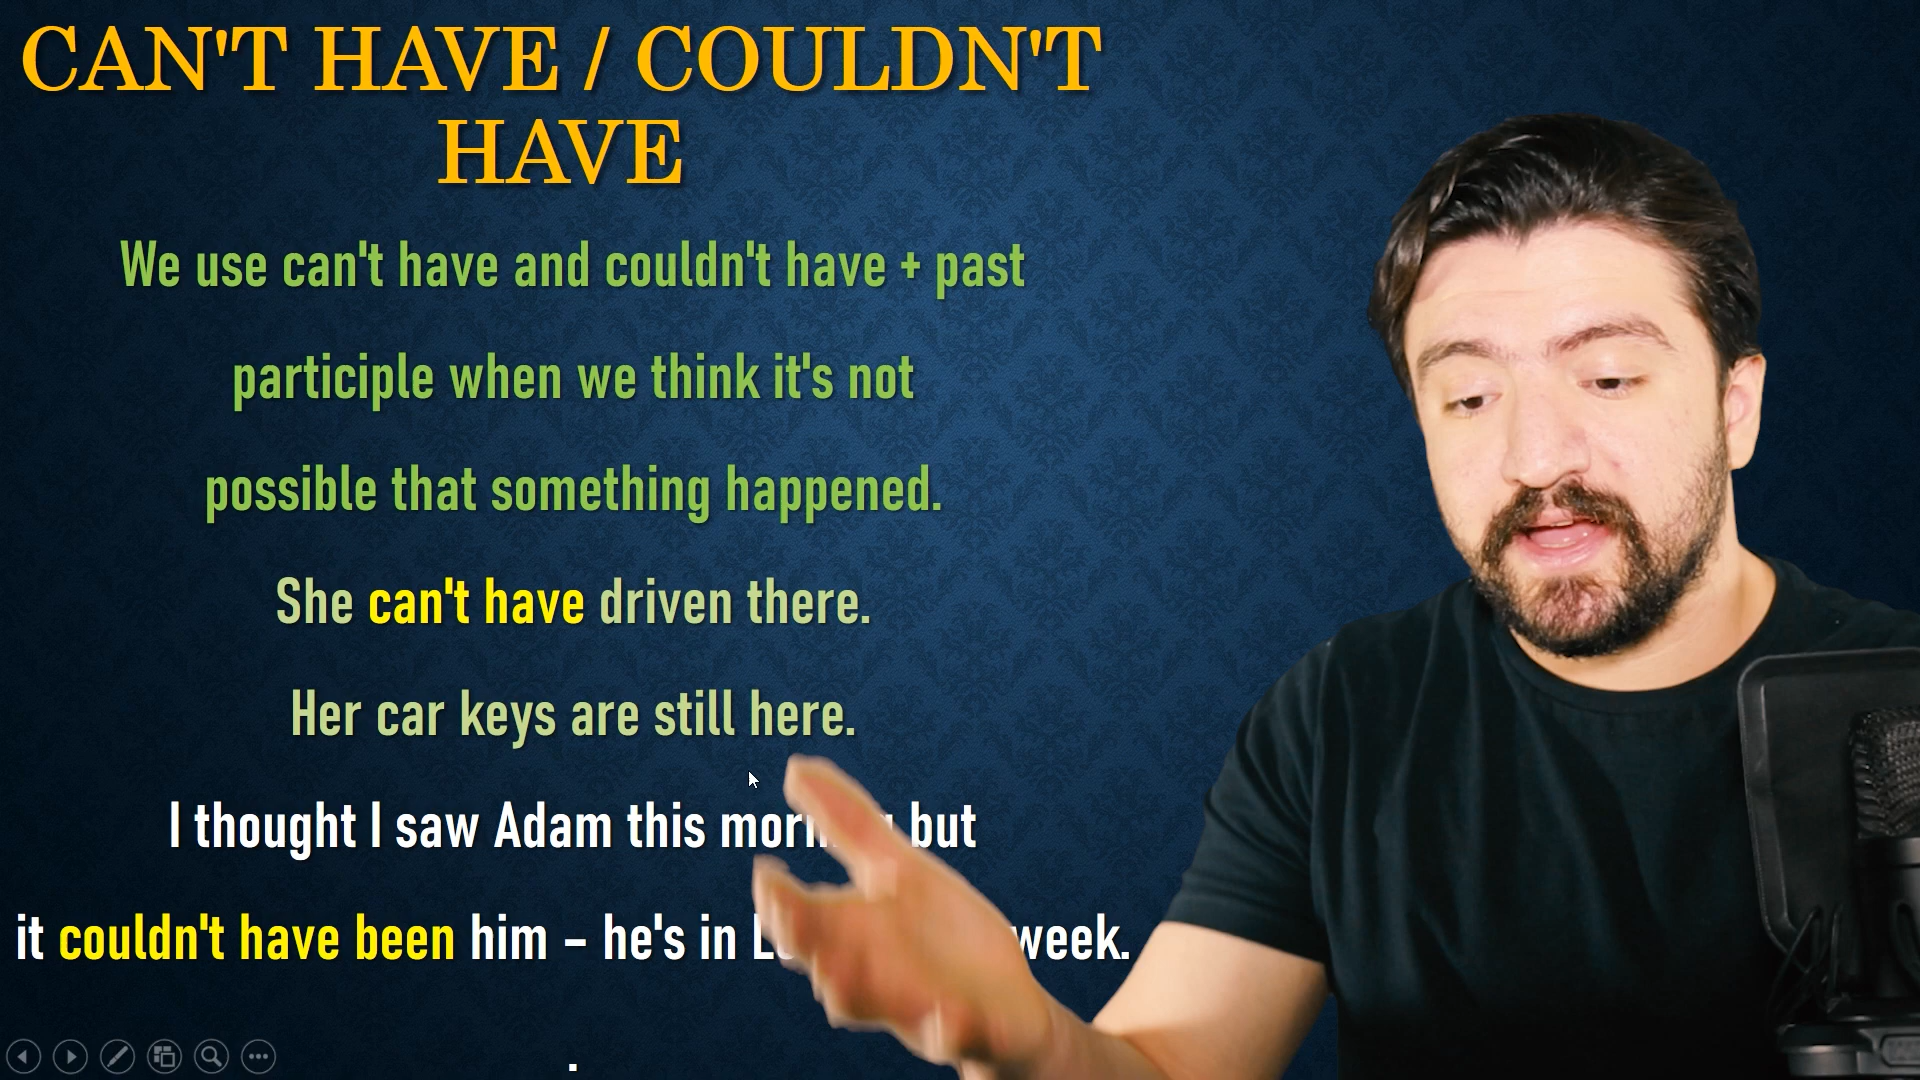 CAN'T HAVE / COULDN'T
HAVE
We use can't have and couldn't have + past
participle when we think it's not
possible that something happened.
She can't have driven there.
Her car keys are still here.
I thought I saw Adam this but
it couldn't have been him – he's in week.
.